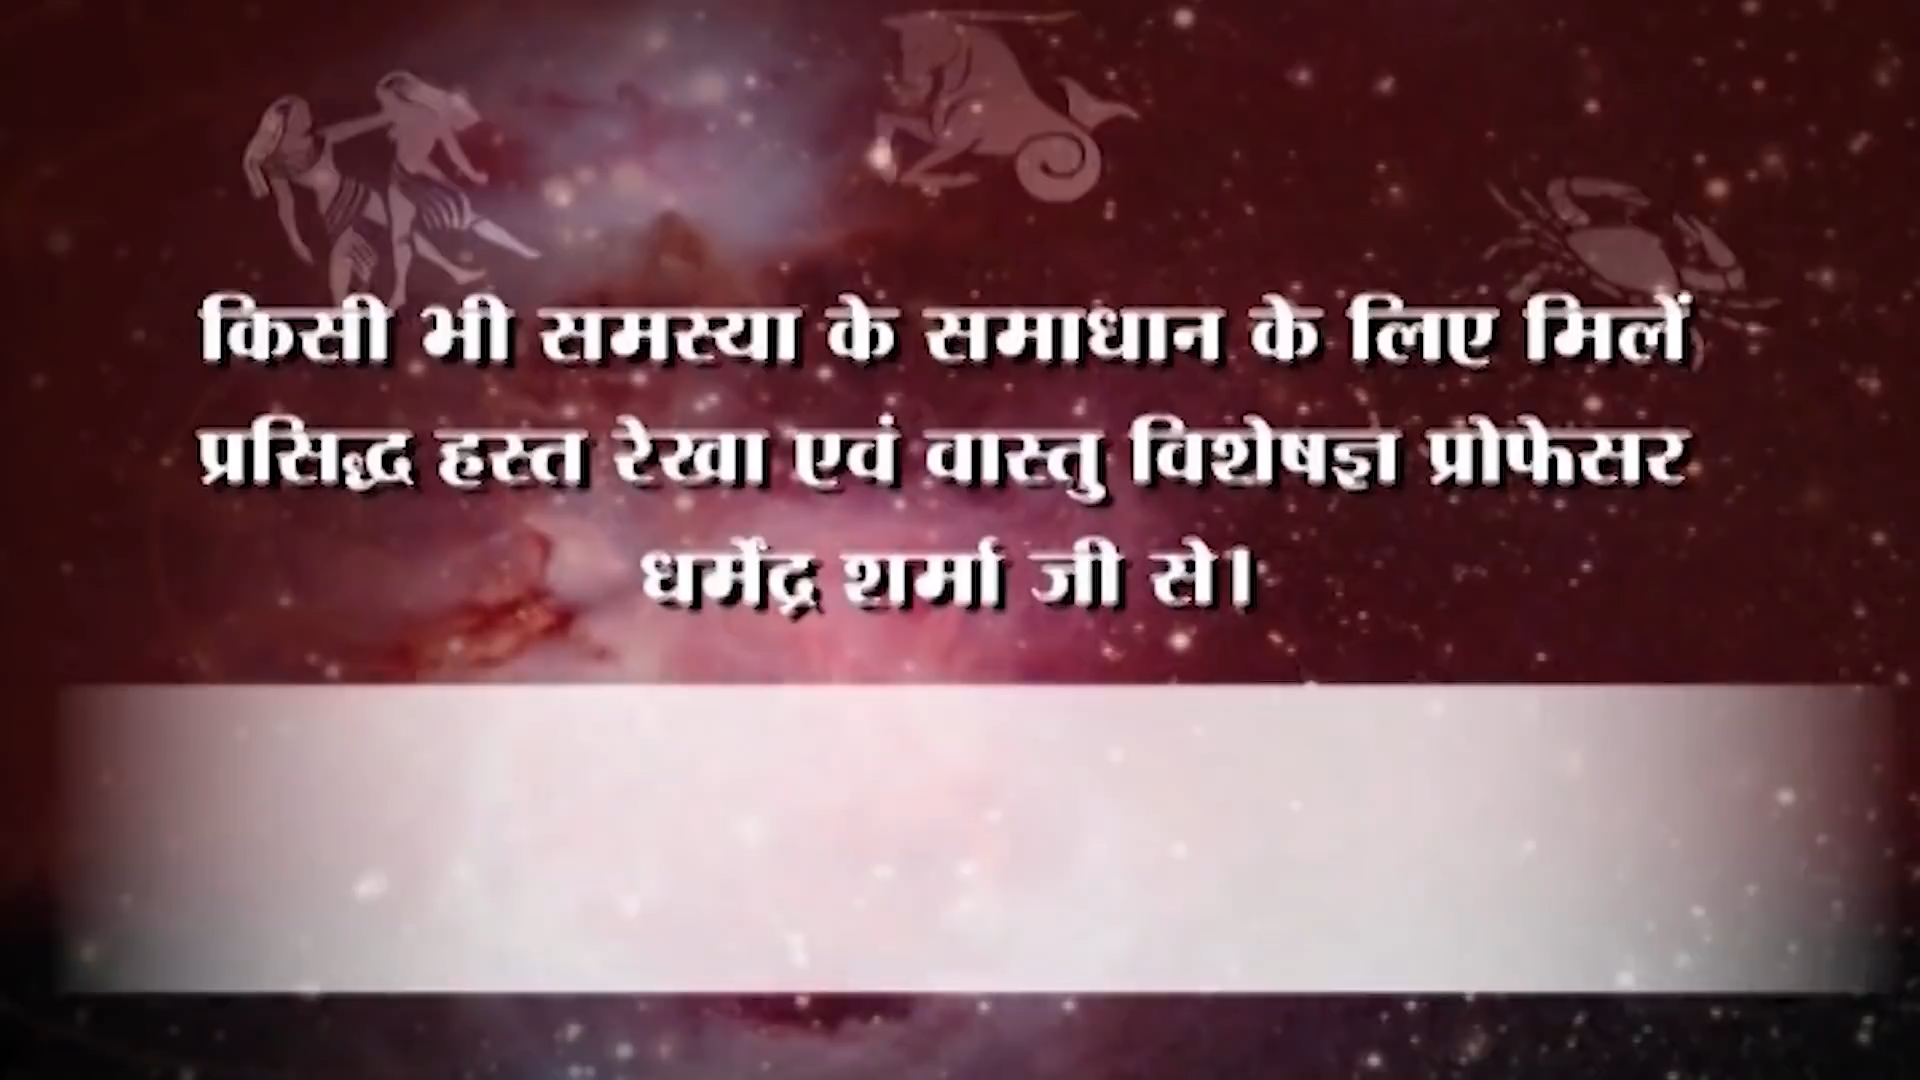 किसी भी समस्या के समाधान के लिए मिलें
प्रसिद्ध हस्त रेखा एवं वास्तु विशेषज्ञ प्रोफेसर
धर्मेंद्र शर्मा जी से।